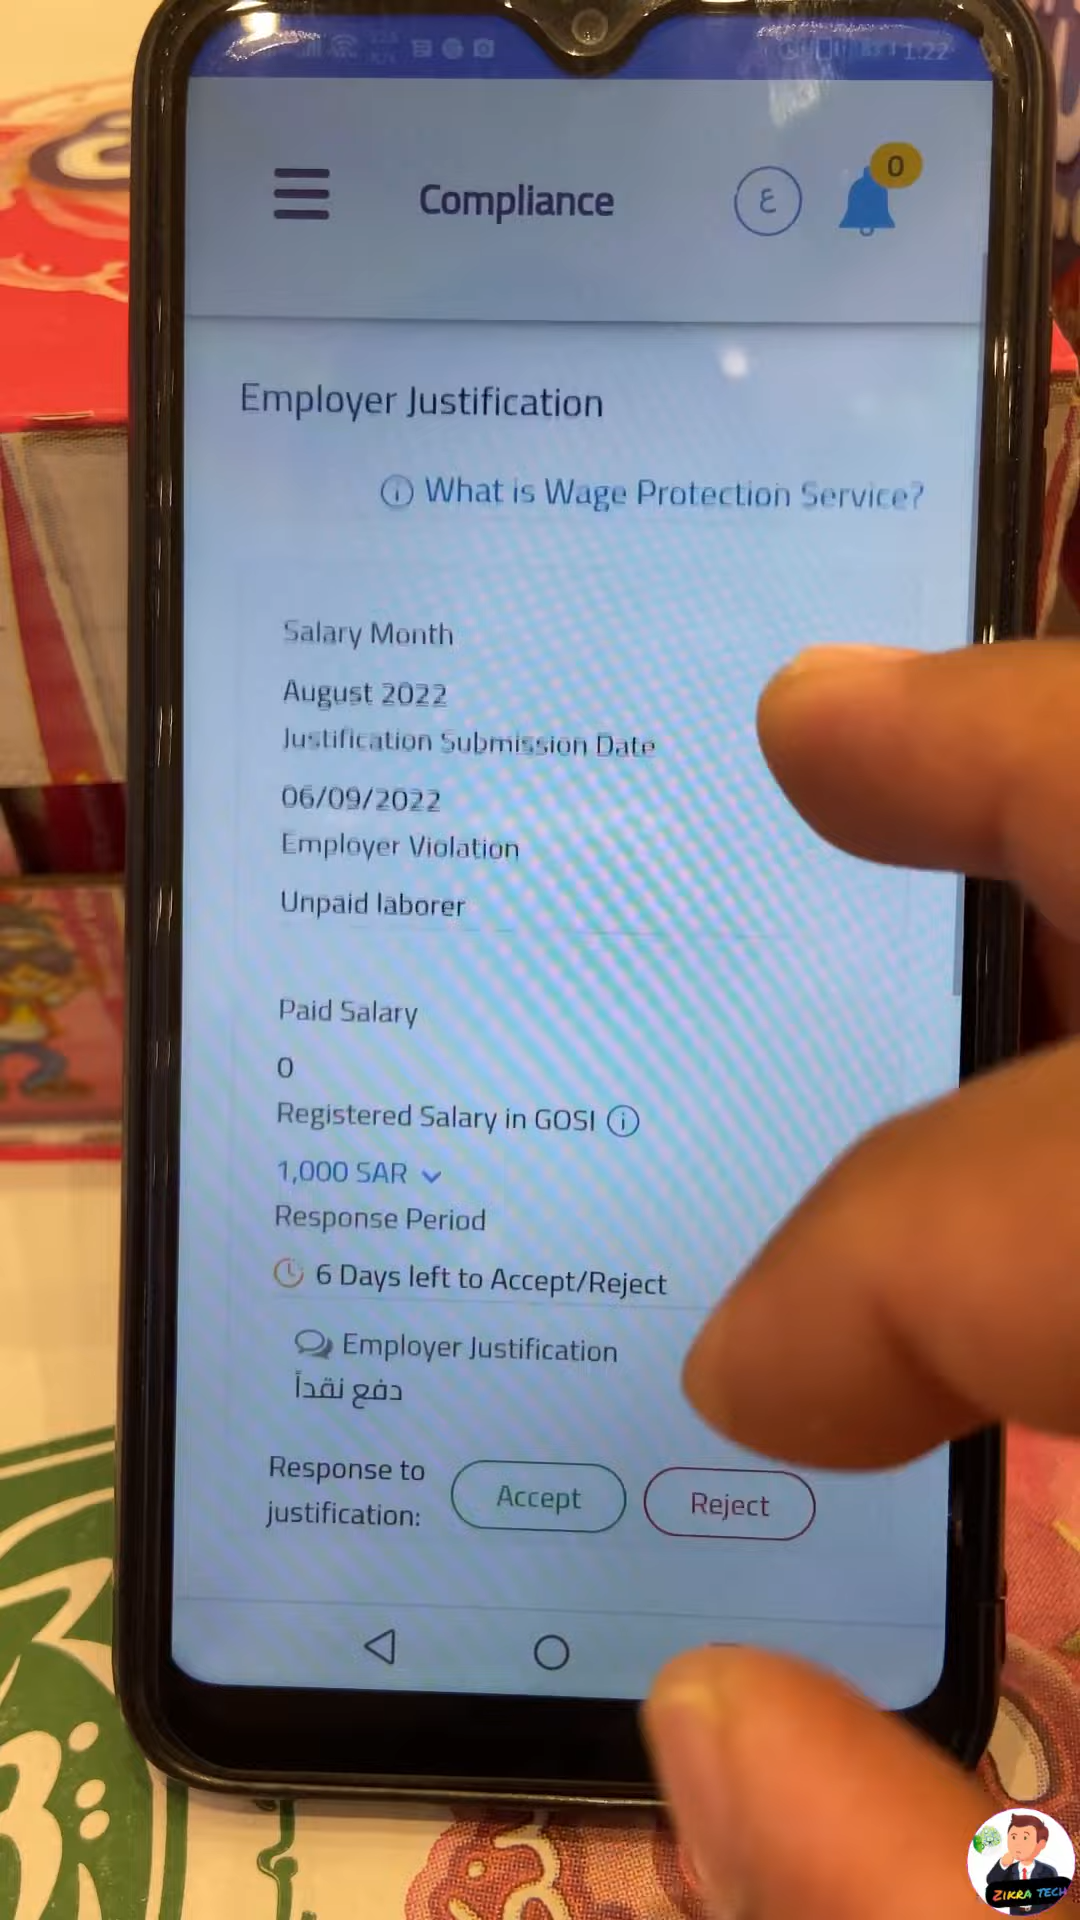 1:22
Compliance
ع
0
Employer Justification
What is Wage Protection Service?
Salary Month
August 2022
Justification Submission Date
06/09/2022
Employer Violation
Unpaid laborer
Paid Salary
0
Registered Salary in GOSI
1,000 SAR
Response Period
6 Days left to Accept/Reject
Employer Justification
دفع نقداً
Response to
justification:
Accept
Reject
ZIKRA TECH